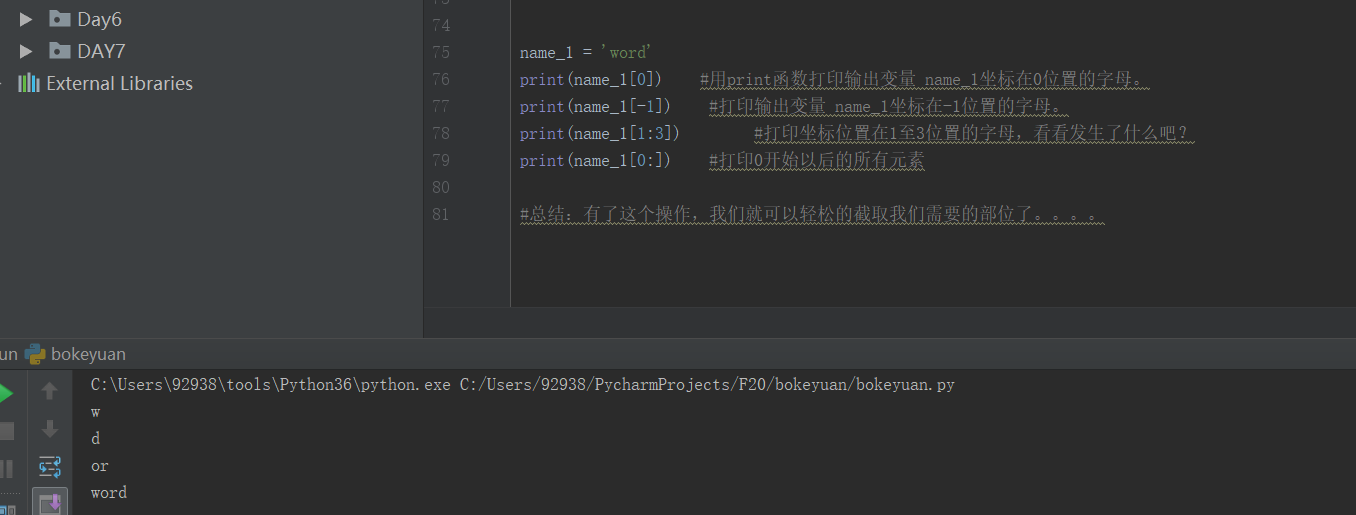 Day6
DAY7
External Libraries
74
75 name_1 = 'word'
76 print(name_1[0]) #用print函数打印输出变量 name_1坐标在0位置的字母。
77 print(name_1[-1]) #打印输出变量 name_1坐标在-1位置的字母。
78 print(name_1[1:3]) #打印坐标位置在1至3位置的字母，看看发生了什么吧？
79 print(name_1[0:]) #打印0开始以后的所有元素
80
81 #总结：有了这个操作，我们就可以轻松的截取我们需要的部位了。。。。
un bokeyuan
C:\Users\92938\tools\Python36\python.exe C:/Users/92938/PycharmProjects/F20/bokeyuan/bokeyuan.py
w
d
or
word